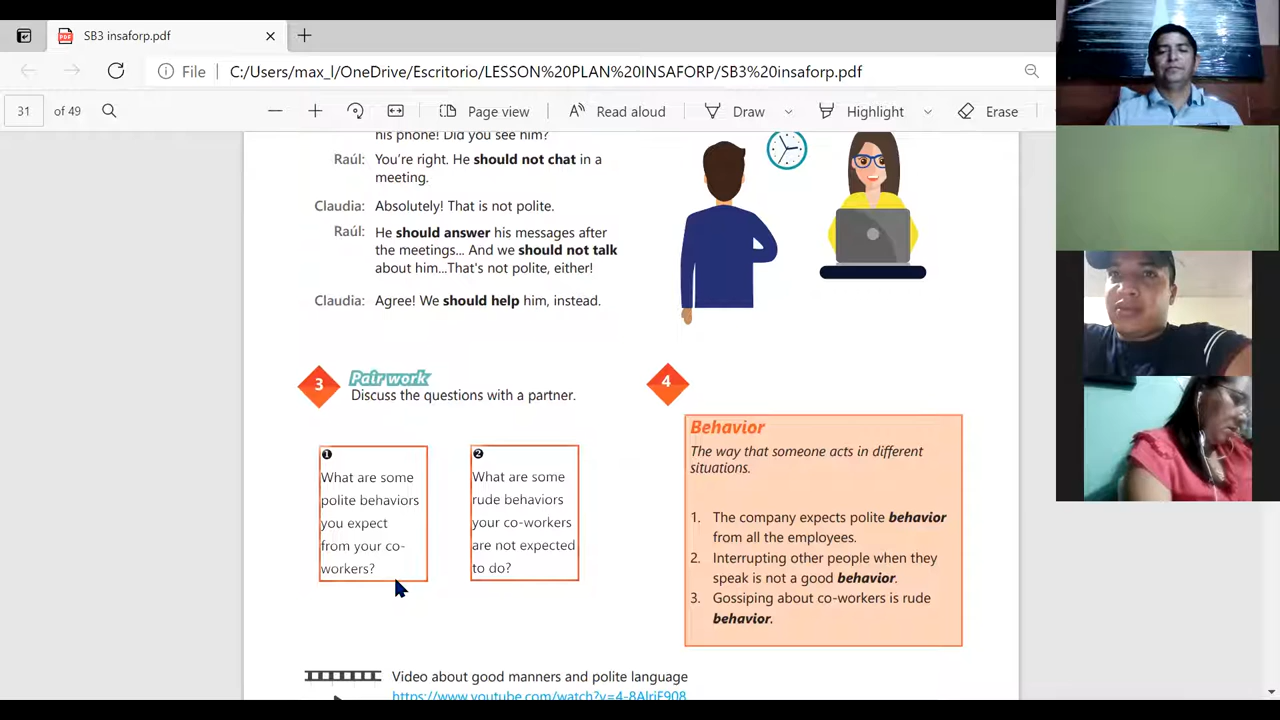 SB3 insaforp.pdf
File
C:/Users/max_l/OneDrive/Escritorio/LESSON%20PLAN%20INSAFORP/SB3%20insaforp.pdf
31 of 49
Page view
Read aloud
Draw
Highlight
Erase
his phone! Did you see him?
Raúl: You're right. He should not chat in a
meeting.
Claudia: Absolutely! That is not polite.
Raúl: He should answer his messages after
the meetings... And we should not talk
about him...That's not polite, either!
Claudia: Agree! We should help him, instead.
3 Pair work
Discuss the questions with a partner.
❶
What are some
polite behaviors
you expect
from your co-
workers?
❷
What are some
rude behaviors
your co-workers
are not expected
to do?
4
Behavior
The way that someone acts in different
situations.
1. The company expects polite behavior
from all the employees.
2. Interrupting other people when they
speak is not a good behavior.
3. Gossiping about co-workers is rude
behavior.
Video about good manners and polite language